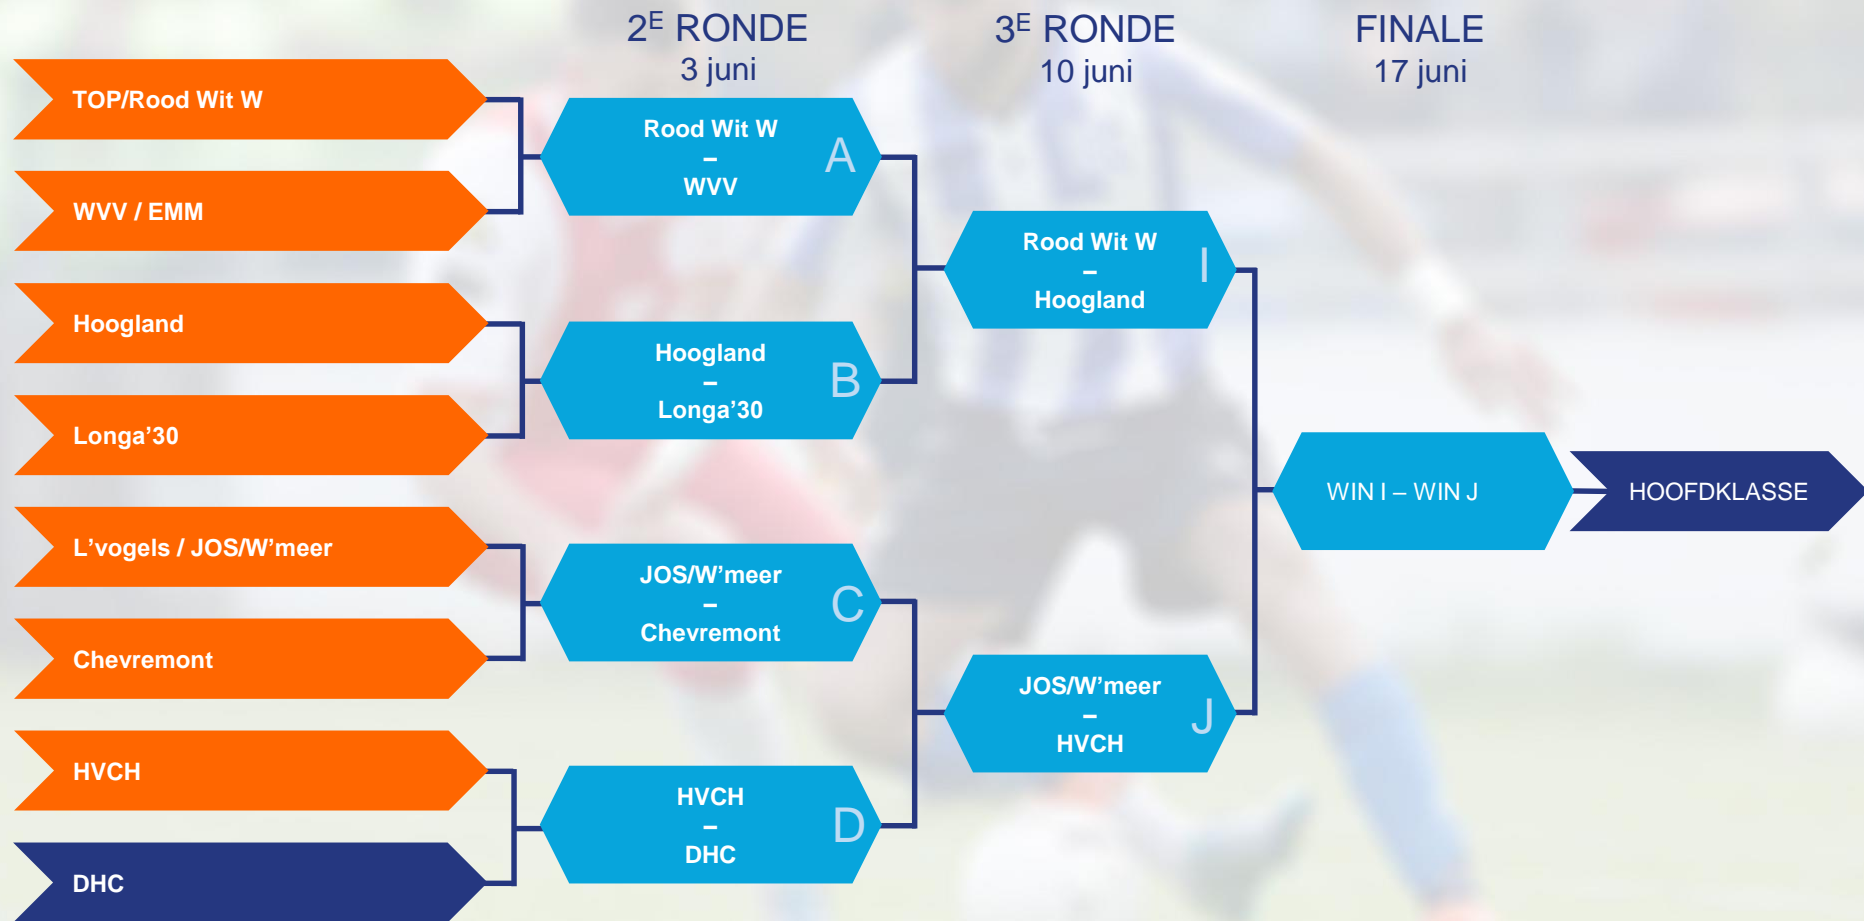 2E RONDE
3 juni
3E RONDE
10 juni
FINALE
17 juni
TOP/Rood Wit W
WVV / EMM
Hoogland
Longa’30
L’vogels / JOS/W’meer
Chevremont
HVCH
DHC
Rood Wit W
–
WVV
A
Hoogland
–
Longa’30
B
JOS/W’meer
–
Chevremont
C
HVCH
–
DHC
D
Rood Wit W
–
Hoogland
I
JOS/W’meer
–
HVCH
J
WIN I – WIN J
HOOFDKLASSE